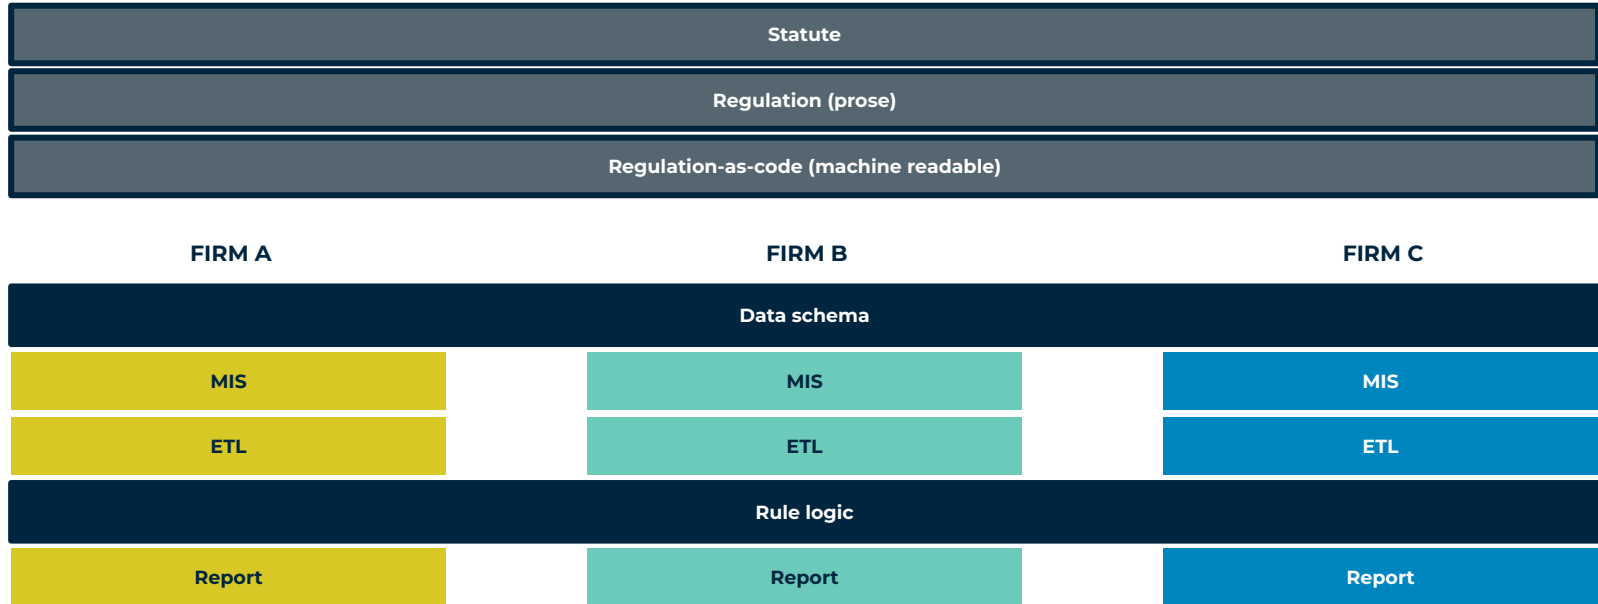 Statute
Regulation (prose)
Regulation-as-code (machine readable)
FIRM A FIRM B FIRM C
Data schema
MIS MIS MIS
ETL ETL ETL
Rule logic
Report Report Report